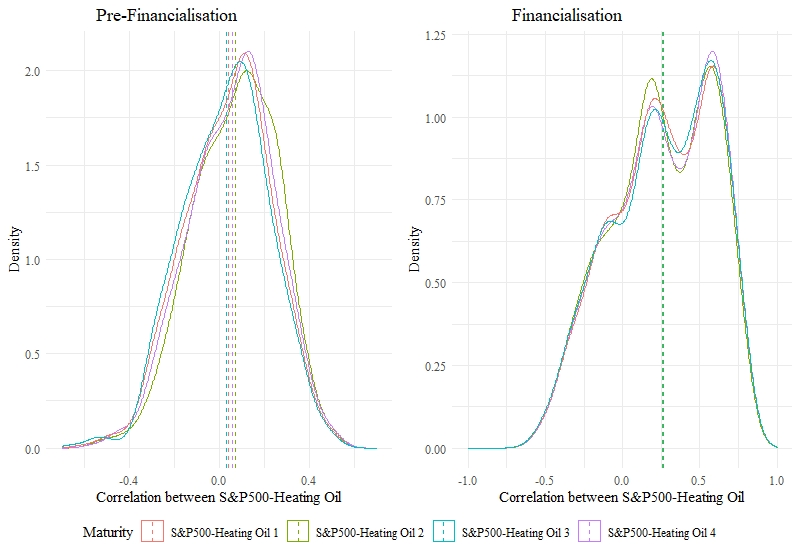 Pre-Financialisation
Financialisation
Density
2.0
1.5
1.0
0.5
0.0
-0.4
0.0
0.4
Correlation between S&P500-Heating Oil
Density
1.25
1.00
0.75
0.50
0.25
0.00
-1.0
-0.5
0.0
0.5
1.0
Correlation between S&P500-Heating Oil
Maturity
S&P500-Heating Oil 1
S&P500-Heating Oil 2
S&P500-Heating Oil 3
S&P500-Heating Oil 4